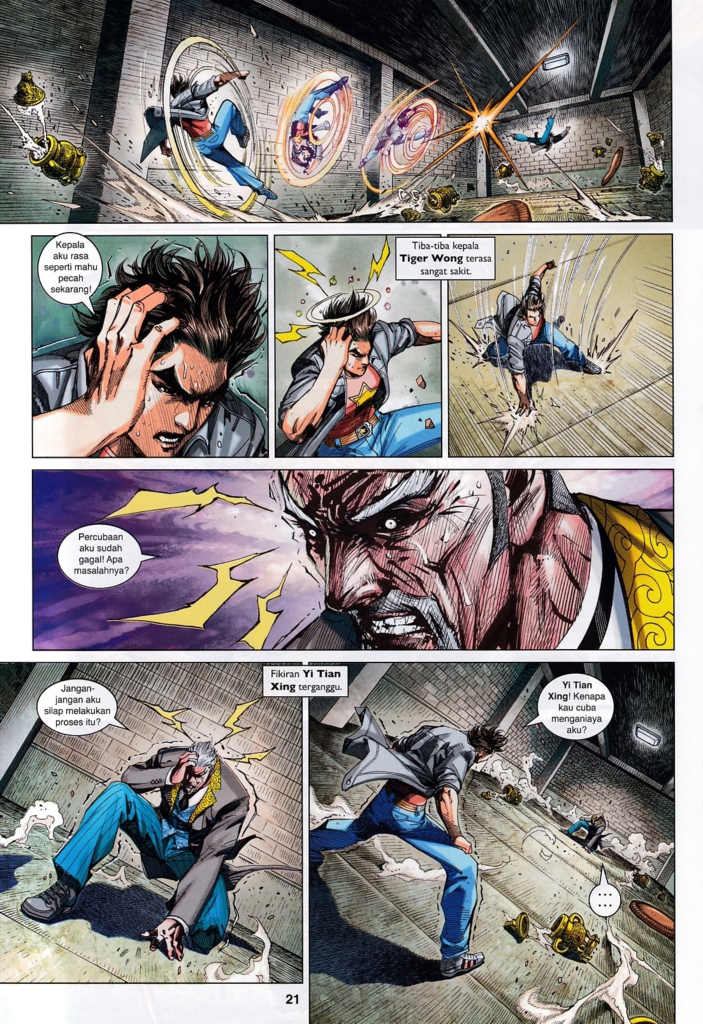 Kepala
aku rasa
seperti mahu
pecah
sekarang!
Tiba-tiba kepala
Tiger Wong terasa
sangat sakit.
Percubaan
aku sudah
gagal! Apa
masalahnya?
Jangan-
jangan aku
silap melakukan
proses itu?
Fikiran Yi Tian
Xing terganggu.
Yi Tian
Xing! Kenapa
kau cuba
menganiaya
aku?
...
...
21